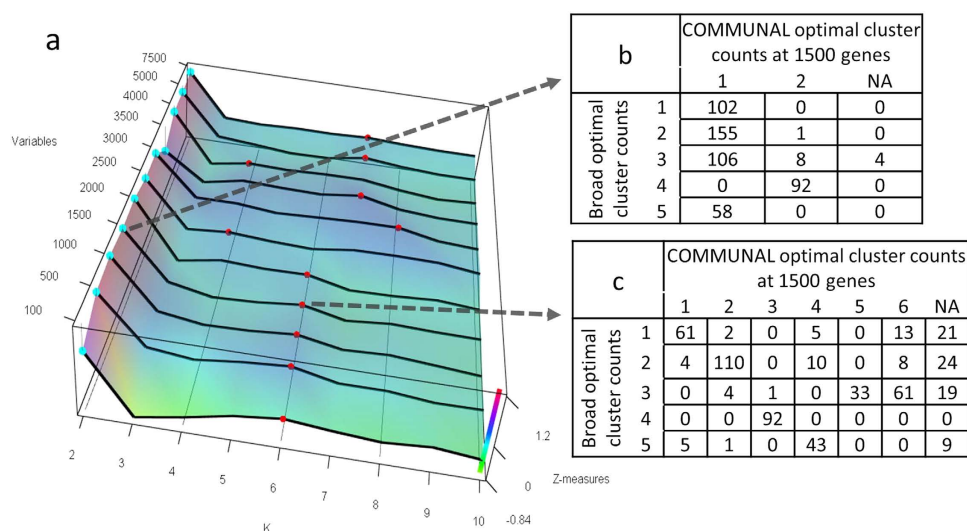 a
7500
5000
4000
3500
3000
2500
2000
1500
1000
500
100
Variables
2
3
4
5
6
7
8
9
10
K
1.2
0
-0.84
Z-measures
b
COMMUNAL optimal cluster
counts at 1500 genes
1 2 NA
Broad optimal
cluster counts
1 102 0 0
2 155 1 0
3 106 8 4
4 0 92 0
5 58 0 0
c
COMMUNAL optimal cluster counts
at 1500 genes
1 2 3 4 5 6 NA
Broad optimal
cluster counts
1 61 2 0 5 0 13 21
2 4 110 0 10 0 8 24
3 0 4 1 0 33 61 19
4 0 0 92 0 0 0 0
5 5 1 0 43 0 0 9